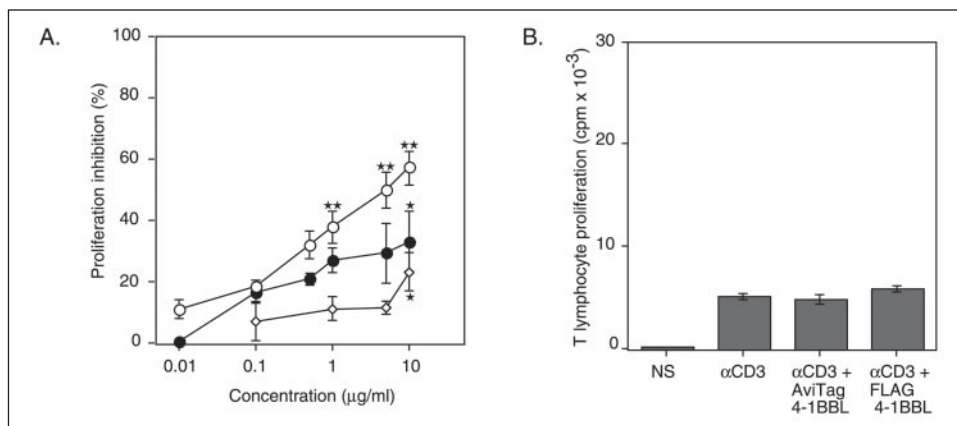 A.
Proliferation inhibition (%)
100
80
60
40
20
0
★★
★★
★★
★
★
0.01
0.1
1
10
Concentration (μg/ml)
B.
T lymphocyte proliferation (cpm x 10⁻³)
30
20
10
0
NS
αCD3
αCD3 +
AviTag
4-1BBL
αCD3 +
FLAG
4-1BBL